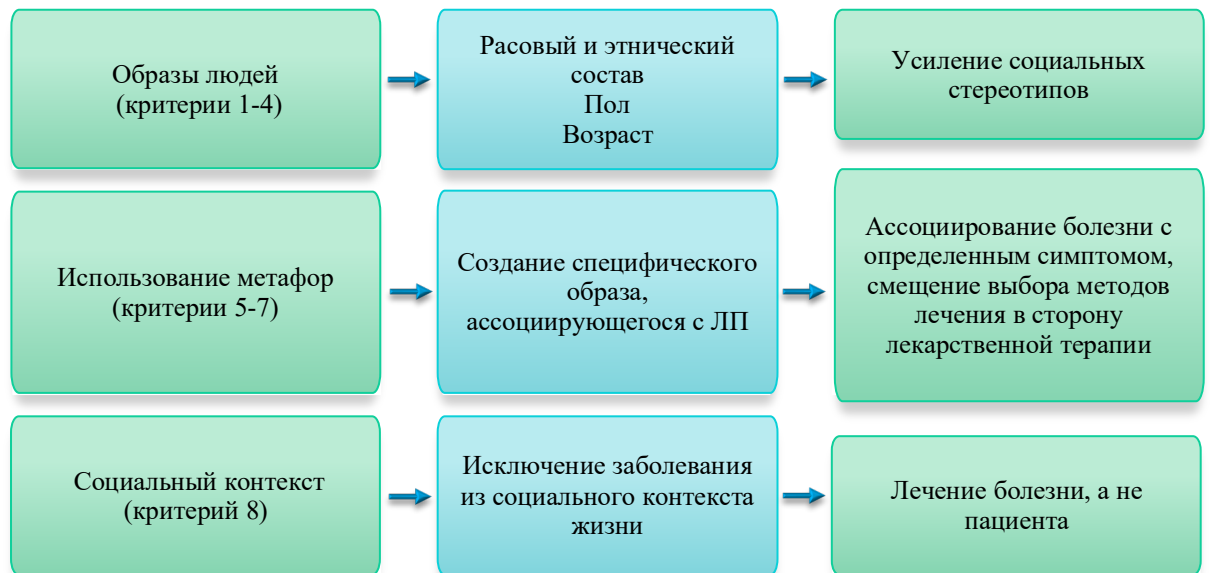 Образы людей
(критерии 1-4)
Расовый и этнический
состав
Пол
Возраст
Усиление социальных
стереотипов
Использование метафор
(критерии 5-7)
Создание специфического
образа,
ассоциирующегося с ЛП
Ассоциирование болезни с
определенным симптомом,
смещение выбора методов
лечения в сторону
лекарственной терапии
Социальный контекст
(критерий 8)
Исключение заболевания
из социального контекста
жизни
Лечение болезни, а не
пациента